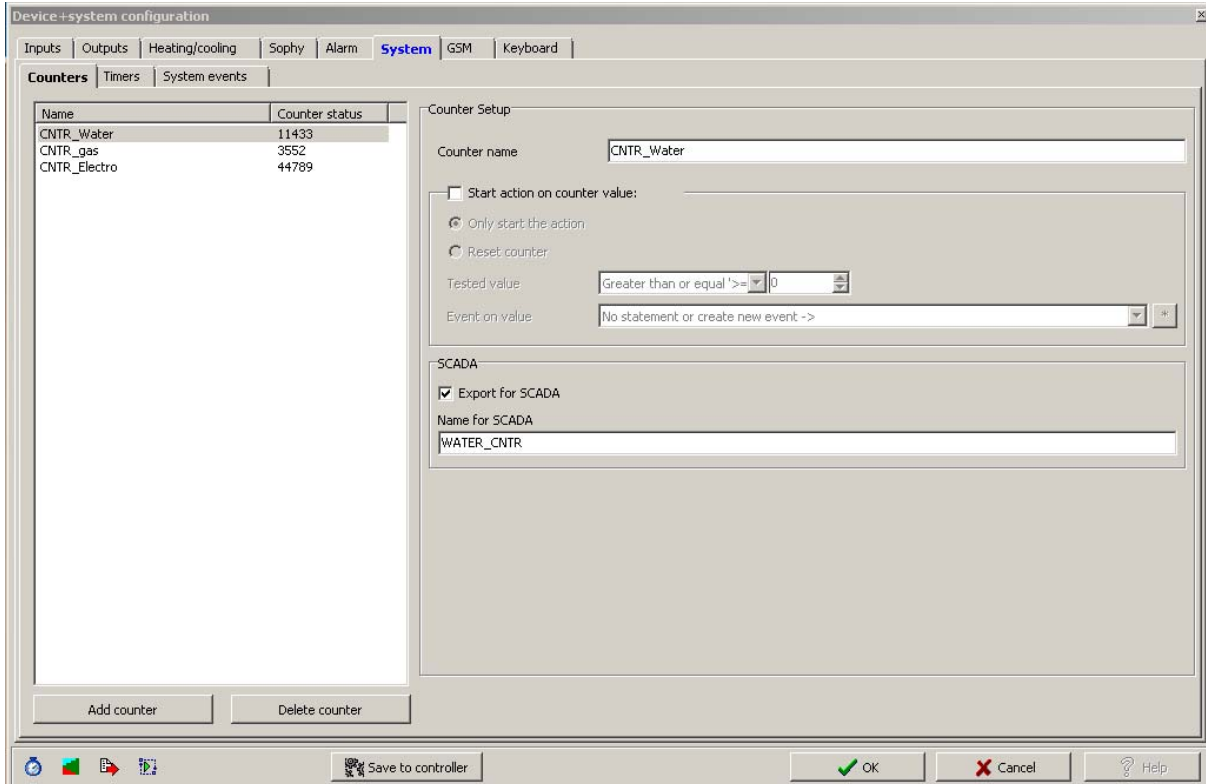 Device+system configuration
Inputs Outputs Heating/cooling Sophy Alarm System GSM Keyboard
Counters Timers System events
Name Counter status
CNTR_Water 11433
CNTR_gas 3552
CNTR_Electro 44789
Counter Setup
Counter name CNTR_Water
Start action on counter value:
Only start the action
Reset counter
Tested value Greater than or equal '>= 0
Event on value No statement or create new event -> *
SCADA
Export for SCADA
Name for SCADA
WATER_CNTR
Add counter Delete counter
Save to controller OK Cancel ? Help